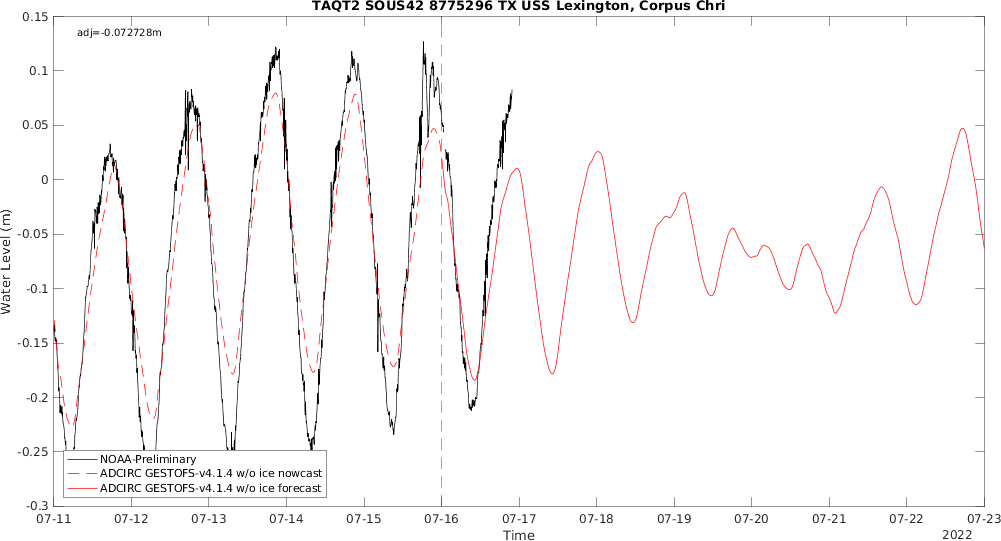 TAQT2 SOUS42 8775296 TX USS Lexington, Corpus Chri
adj=-0.072728m
Water Level (m)
0.15
0.1
0.05
0
-0.05
-0.1
-0.15
-0.2
-0.25
-0.3
NOAA-Preliminary
ADCIRC GESTOFS-v4.1.4 w/o ice nowcast
ADCIRC GESTOFS-v4.1.4 w/o ice forecast
07-11 07-12 07-13 07-14 07-15 07-16 07-17 07-18 07-19 07-20 07-21 07-22 07-23
Time
2022